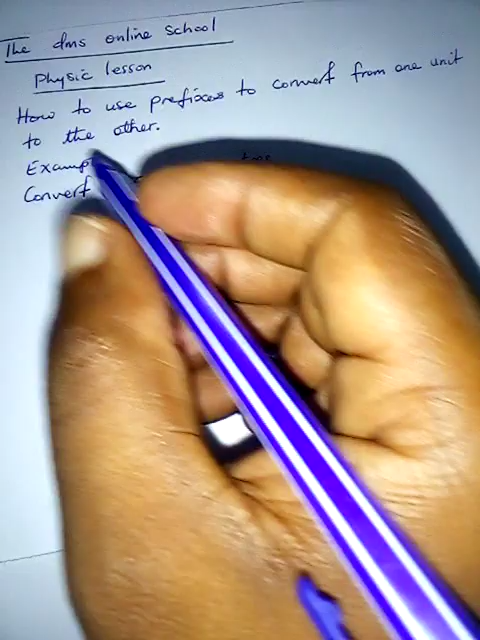 The dms online school
Physic lesson
How to use prefixes to convert from one unit
to the other.
Examp
Convert